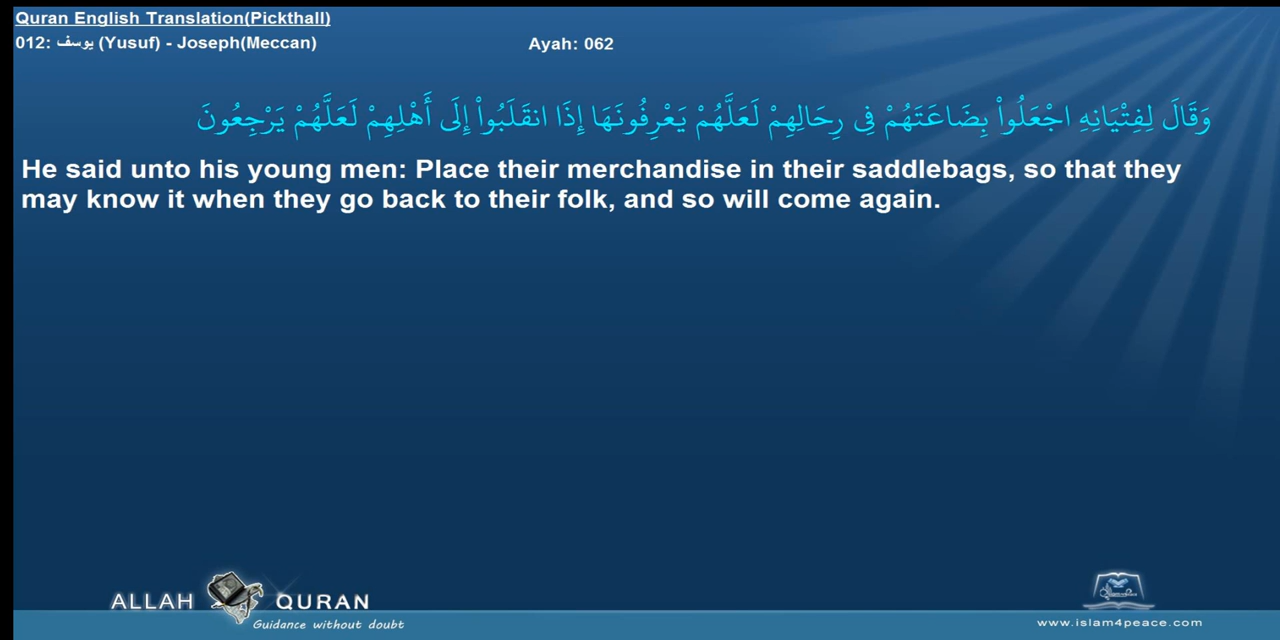 Quran English Translation(Pickthall)
012: يوسف (Yusuf) - Joseph(Meccan) Ayah: 062
وَقَالَ لِفِتْيَانِهِ اجْعَلُواْ بِضَاعَتَهُمْ فِي رِحَالِهِمْ لَعَلَّهُمْ يَعْرِفُونَهَا إِذَا انقَلَبُواْ إِلَى أَهْلِهِمْ لَعَلَّهُمْ يَرْجِعُونَ
He said unto his young men: Place their merchandise in their saddlebags, so that they
may know it when they go back to their folk, and so will come again.
ALLAH QURAN
Guidance without doubt
www.islam4peace.com